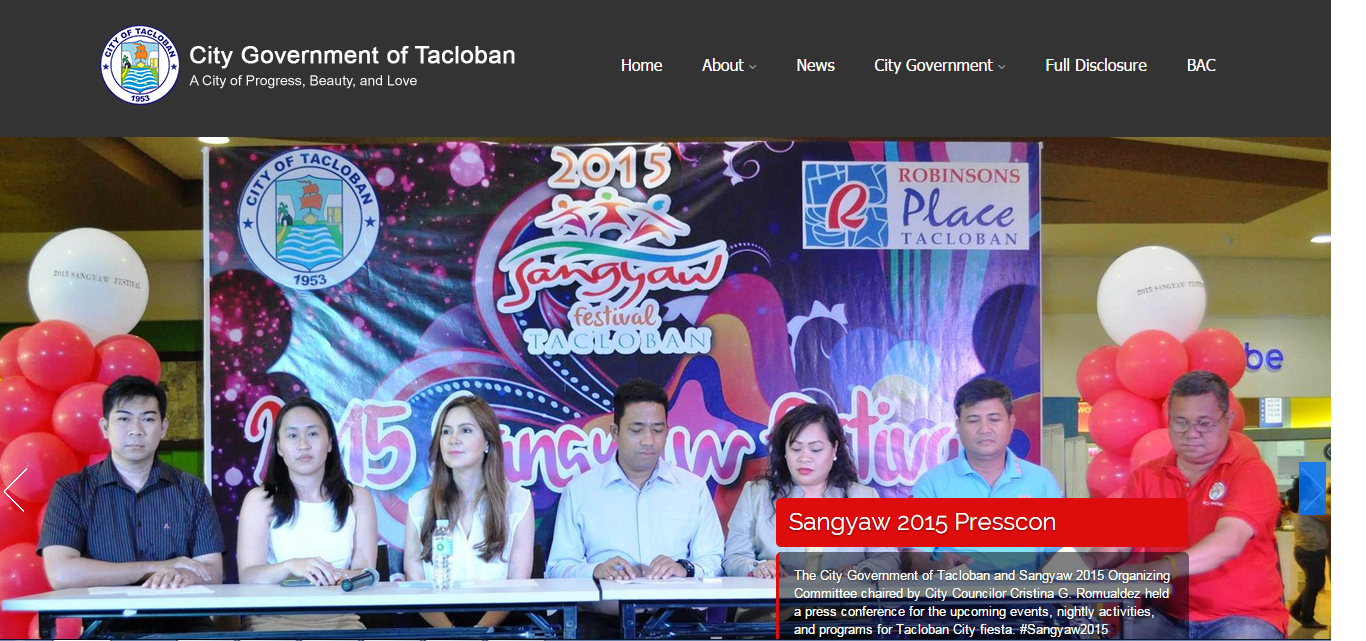 CITY OF TACLOBAN
1953
City Government of Tacloban
A City of Progress, Beauty, and Love
Home About News City Government Full Disclosure BAC
CITY OF TACLOBAN
1953
2015
Sangyaw
festival
TACLOBAN
ROBINSONS
R Place
TACLOBAN
2015 SANGYAW FESTIVAL
2015 SANGYAW FESTIVAL
be
2015 Sangyaw Festival
Sangyaw 2015 Presscon
The City Government of Tacloban and Sangyaw 2015 Organizing
Committee chaired by City Councilor Cristina G. Romualdez held
a press conference for the upcoming events, nightly activities,
and programs for Tacloban City fiesta. #Sangyaw2015